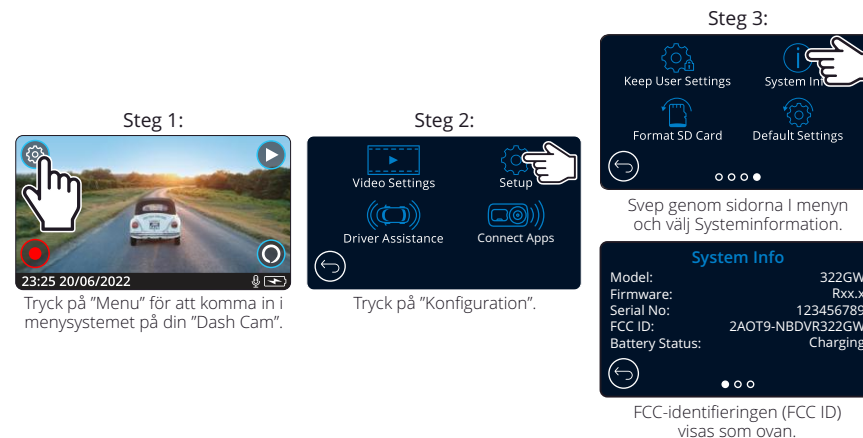 Steg 1:
23:25 20/06/2022
Tryck på ”Menu” för att komma in i
menysystemet på din ”Dash Cam”.
Steg 2:
Video Settings
Setup
Driver Assistance
Connect Apps
Tryck på ”Konfiguration”.
Steg 3:
Keep User Settings
System
Format SD Card
Default Settings
Svep genom sidorna I menyn
och välj Systeminformation.
System Info
Model: 322GW
Firmware: Rxx.x
Serial No: 123456789
FCC ID: 2AOT9-NBDVR322GW
Battery Status: Charging
FCC-identifieringen (FCC ID)
visas som ovan.